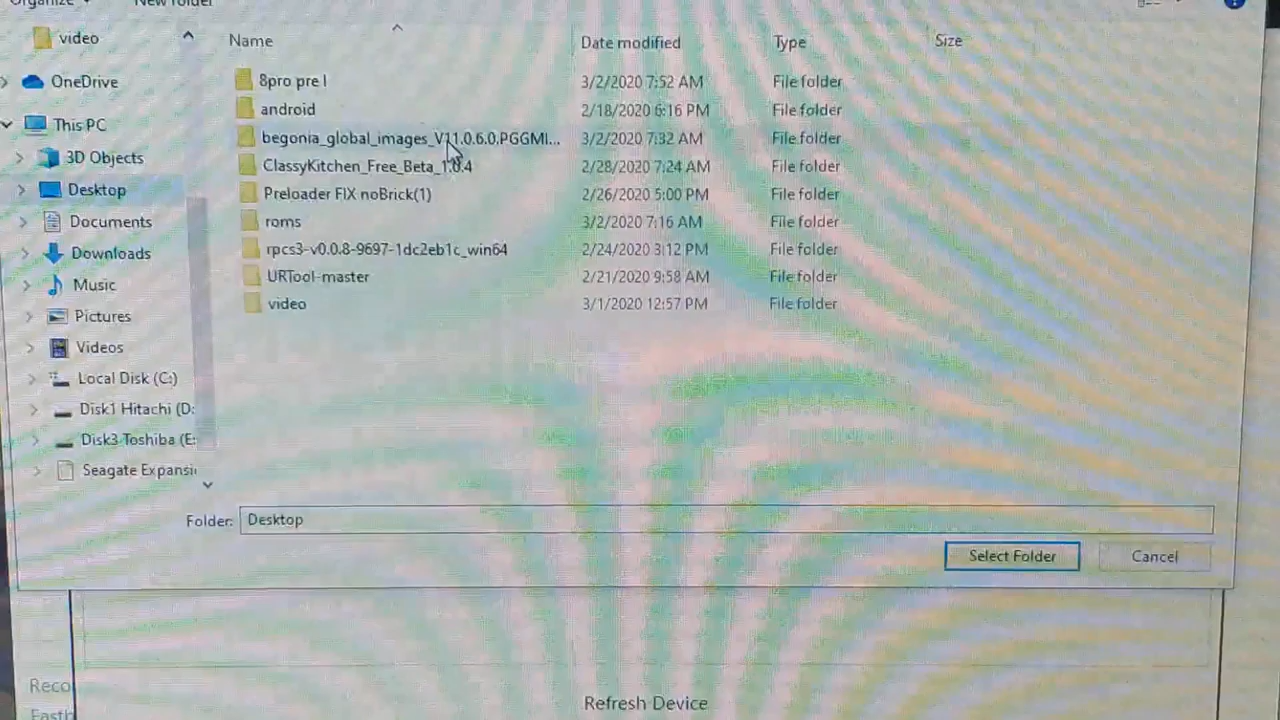 Organize New folder
video
OneDrive
This PC
3D Objects
Desktop
Documents
Downloads
Music
Pictures
Videos
Local Disk (C:)
Disk1 Hitachi (D:
Disk3 Toshiba (E:
Seagate Expansi
Name Date modified Type Size
8pro pre l 3/2/2020 7:52 AM File folder
android 2/18/2020 6:16 PM File folder
begonia_global_images_V11.0.6.0.PGGMI... 3/2/2020 7:32 AM File folder
ClassyKitchen_Free_Beta_1.0.4 2/28/2020 7:24 AM File folder
Preloader FIX noBrick(1) 2/26/2020 5:00 PM File folder
roms 3/2/2020 7:16 AM File folder
rpcs3-v0.0.8-9697-1dc2eb1c_win64 2/24/2020 3:12 PM File folder
URTool-master 2/21/2020 9:58 AM File folder
video 3/1/2020 12:57 PM File folder
Folder: Desktop
Select Folder Cancel
Reco
Fastb
Refresh Device